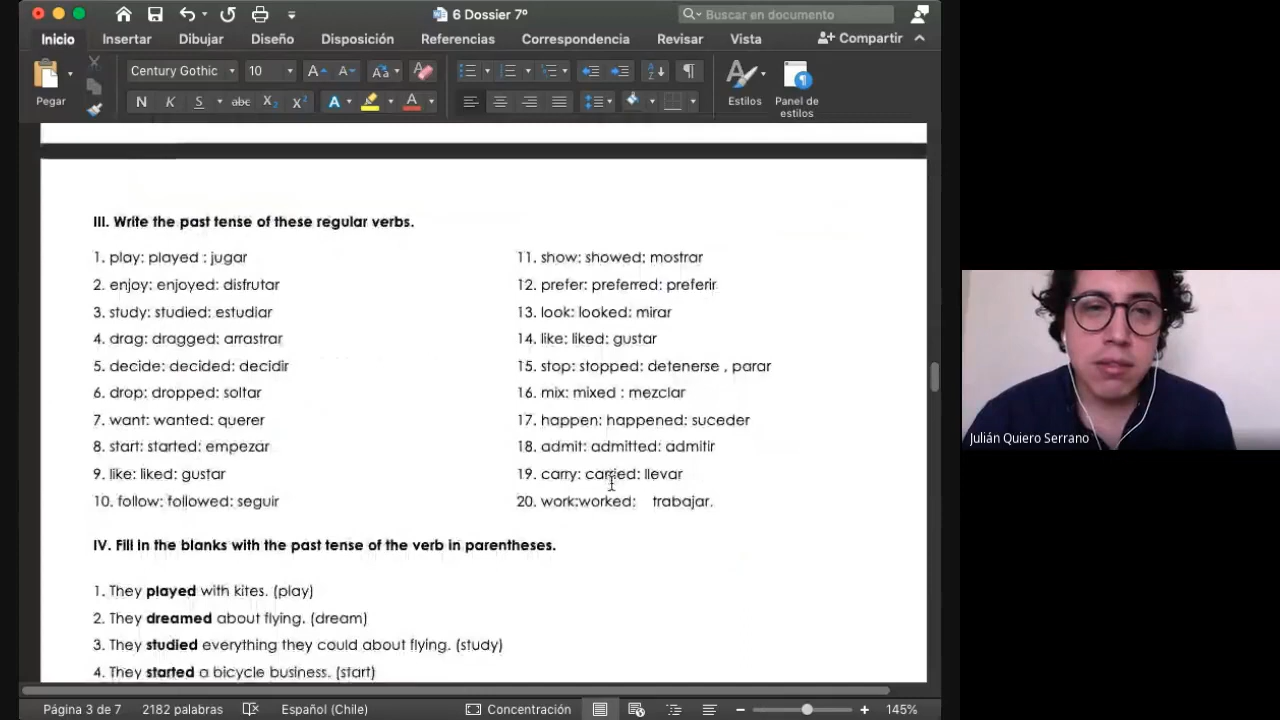 6 Dossier 7º
Buscar en documento
Inicio
Insertar
Dibujar
Diseño
Disposición
Referencias
Correspondencia
Revisar
Vista
Compartir
Pegar
Century Gothic
10
A
A
Aa
N
K
S
abc
X₂
X²
A
A
Estilos
Panel de
estilos
III. Write the past tense of these regular verbs.
1. play: played : jugar
2. enjoy: enjoyed: disfrutar
3. study: studied: estudiar
4. drag: dragged: arrastrar
5. decide: decided: decidir
6. drop: dropped: soltar
7. want: wanted: querer
8. start: started: empezar
9. like: liked: gustar
10. follow: followed: seguir
11. show: showed: mostrar
12. prefer: preferred: preferir
13. look: looked: mirar
14. like: liked: gustar
15. stop: stopped: detenerse , parar
16. mix: mixed : mezclar
17. happen: happened: suceder
18. admit: admitted: admitir
19. carry: carried: llevar
20. work:worked: trabajar.
IV. Fill in the blanks with the past tense of the verb in parentheses.
1. They played with kites. (play)
2. They dreamed about flying. (dream)
3. They studied everything they could about flying. (study)
4. They started a bicycle business. (start)
Página 3 de 7
2182 palabras
Español (Chile)
Concentración
145%
Julián Quiero Serrano